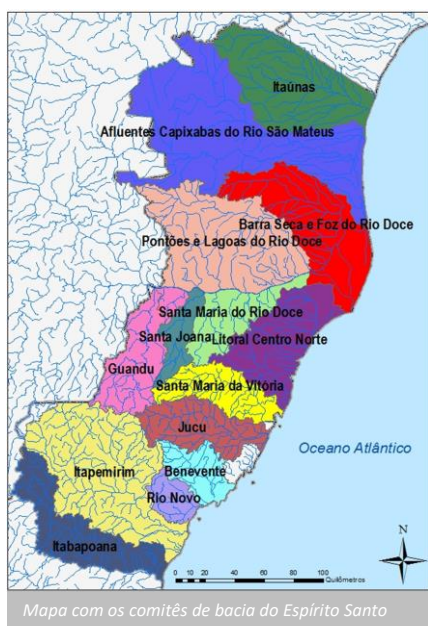 Itaúnas
Afluentes Capixabas do Rio São Mateus
Barra Seca e Foz do Rio Doce
Pontões e Lagoas do Rio Doce
Santa Maria do Rio Doce
Santa Joana
Litoral Centro Norte
Guandu
Santa Maria da Vitória
Jucu
Oceano Atlântico
Itapemirim
Benevente
Rio Novo
Itabapoana
N
0 10 20 40 60 80 100
Quilômetros
Mapa com os comitês de bacia do Espírito Santo